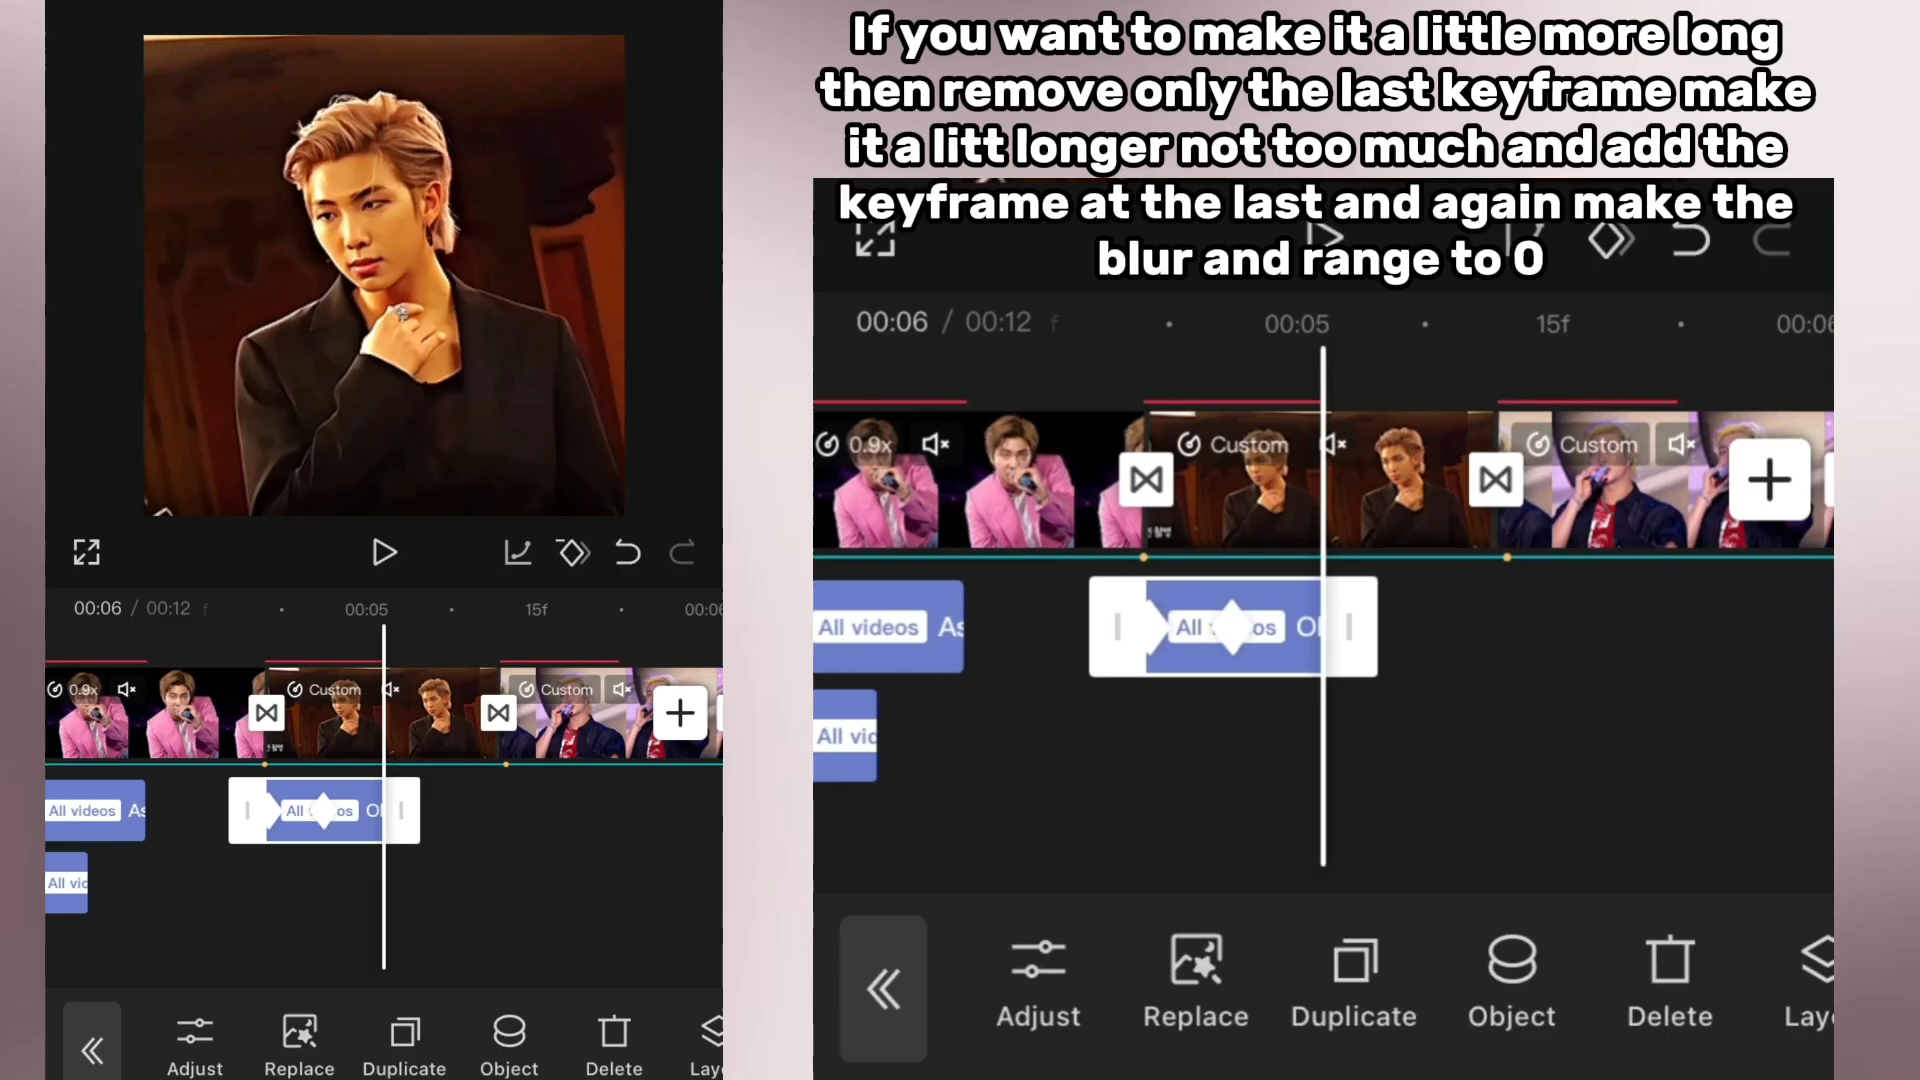 If you want to make it a little more long
then remove only the last keyframe make
it a litt longer not too much and add the
keyframe at the last and again make the
blur and range to 0
00:06 / 00:12 f 00:05 15f
0.9x Custom Custom
All videos
All
Adjust Replace Duplicate Object Delete
00:06 / 00:12 f 00:05 15f
0.9x Custom Custom
All videos
All
Adjust Replace Duplicate Object Delete